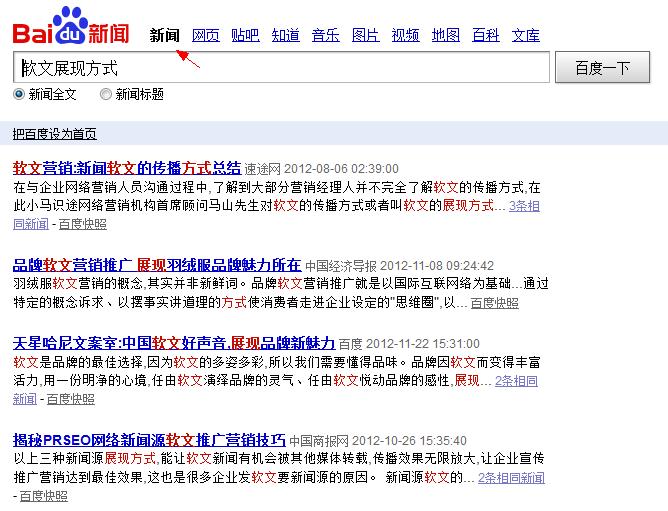 Bai du 新闻 新闻 网页 贴吧 知道 音乐 图片 视频 地图 百科 文库
软文展现方式 百度一下
新闻全文 新闻标题
把百度设为首页
软文营销:新闻软文的传播方式总结 速途网 2012-08-06 02:39:00
在与企业网络营销人员沟通过程中,了解到大部分营销经理人并不完全了解软文的传播方式,在
此小马识途网络营销机构首席顾问马山先生对软文的传播方式或者叫软文的展现方式... 3条相
同新闻 - 百度快照
品牌软文营销推广 展现羽绒服品牌魅力所在 中国经济导报 2012-11-08 09:24:42
羽绒服软文营销的概念,其实并非新鲜词。品牌软文营销推广就是以国际互联网络为基础...通过
特定的概念诉求、以摆事实讲道理的方式使消费者走进企业设定的"思维圈",以... 百度快照
天星哈尼文案室:中国软文好声音,展现品牌新魅力 百度 2012-11-22 15:31:00
软文是品牌的最佳选择,因为软文的多姿多彩,所以我们需要懂得品味。品牌因软文而变得丰富
活力,用一份明净的心境,任由软文演绎品牌的灵气、任由软文悦动品牌的感性,展现... 2条相同
新闻 - 百度快照
揭秘PRSEO网络新闻源软文推广营销技巧 中国商报网 2012-10-26 15:35:40
以上三种新闻源展现方式,能让软文新闻有机会被其他媒体转载,传播效果无限放大,让企业宣传
推广营销达到最佳效果,这也是很多企业发软文要新闻源的原因。 新闻源软文的... 2条相同新闻
- 百度快照